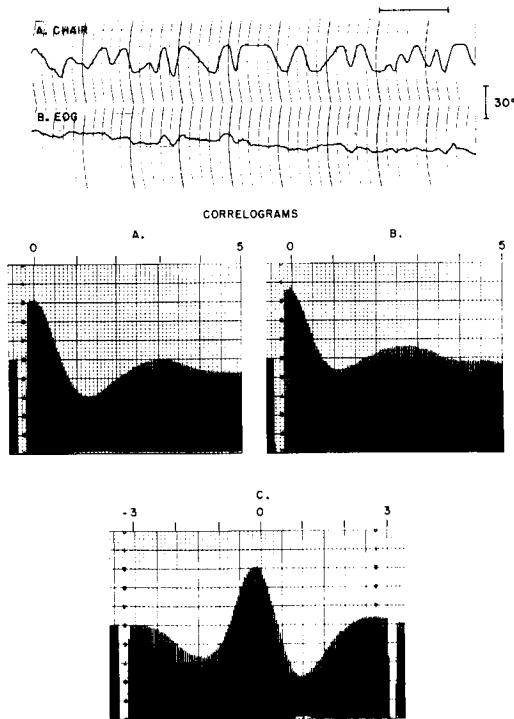 A. CHAIR
30°
B. EOG
CORRELOGRAMS
A.
B.
0 5
0 5
C.
-3 0 3